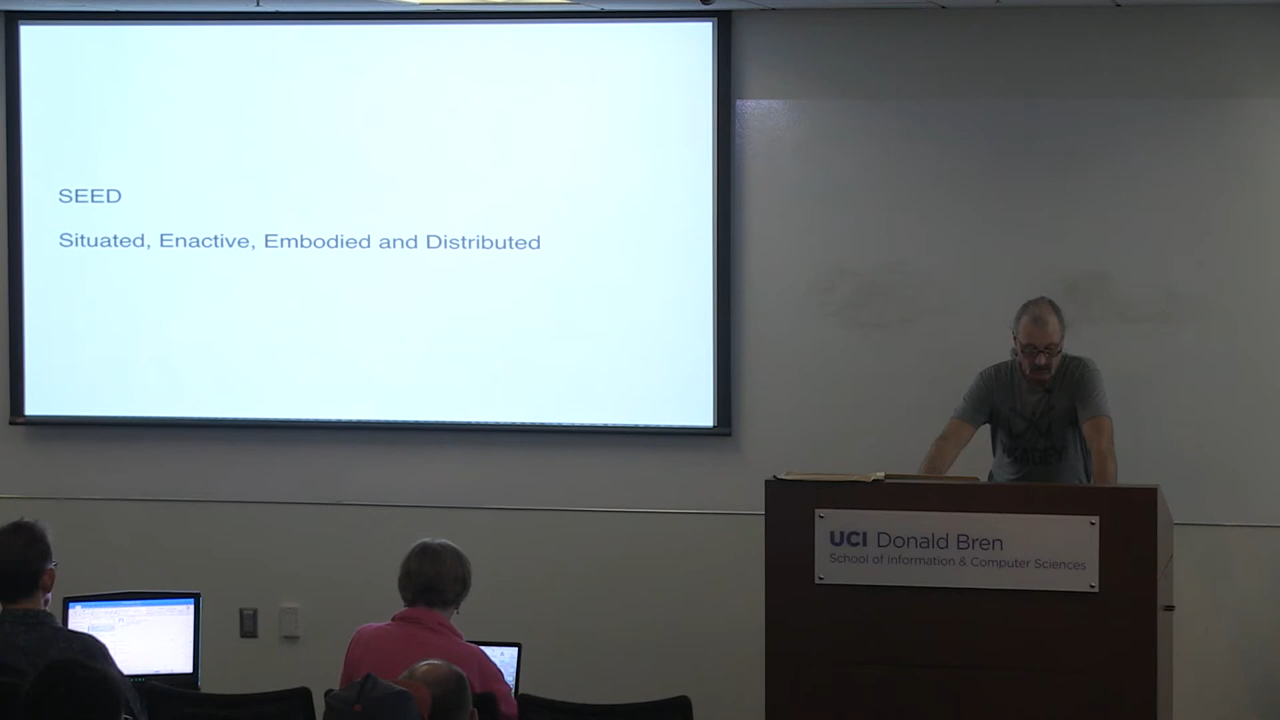 SEED
Situated, Enactive, Embodied and Distributed
UCI Donald Bren
School of Information & Computer Sciences